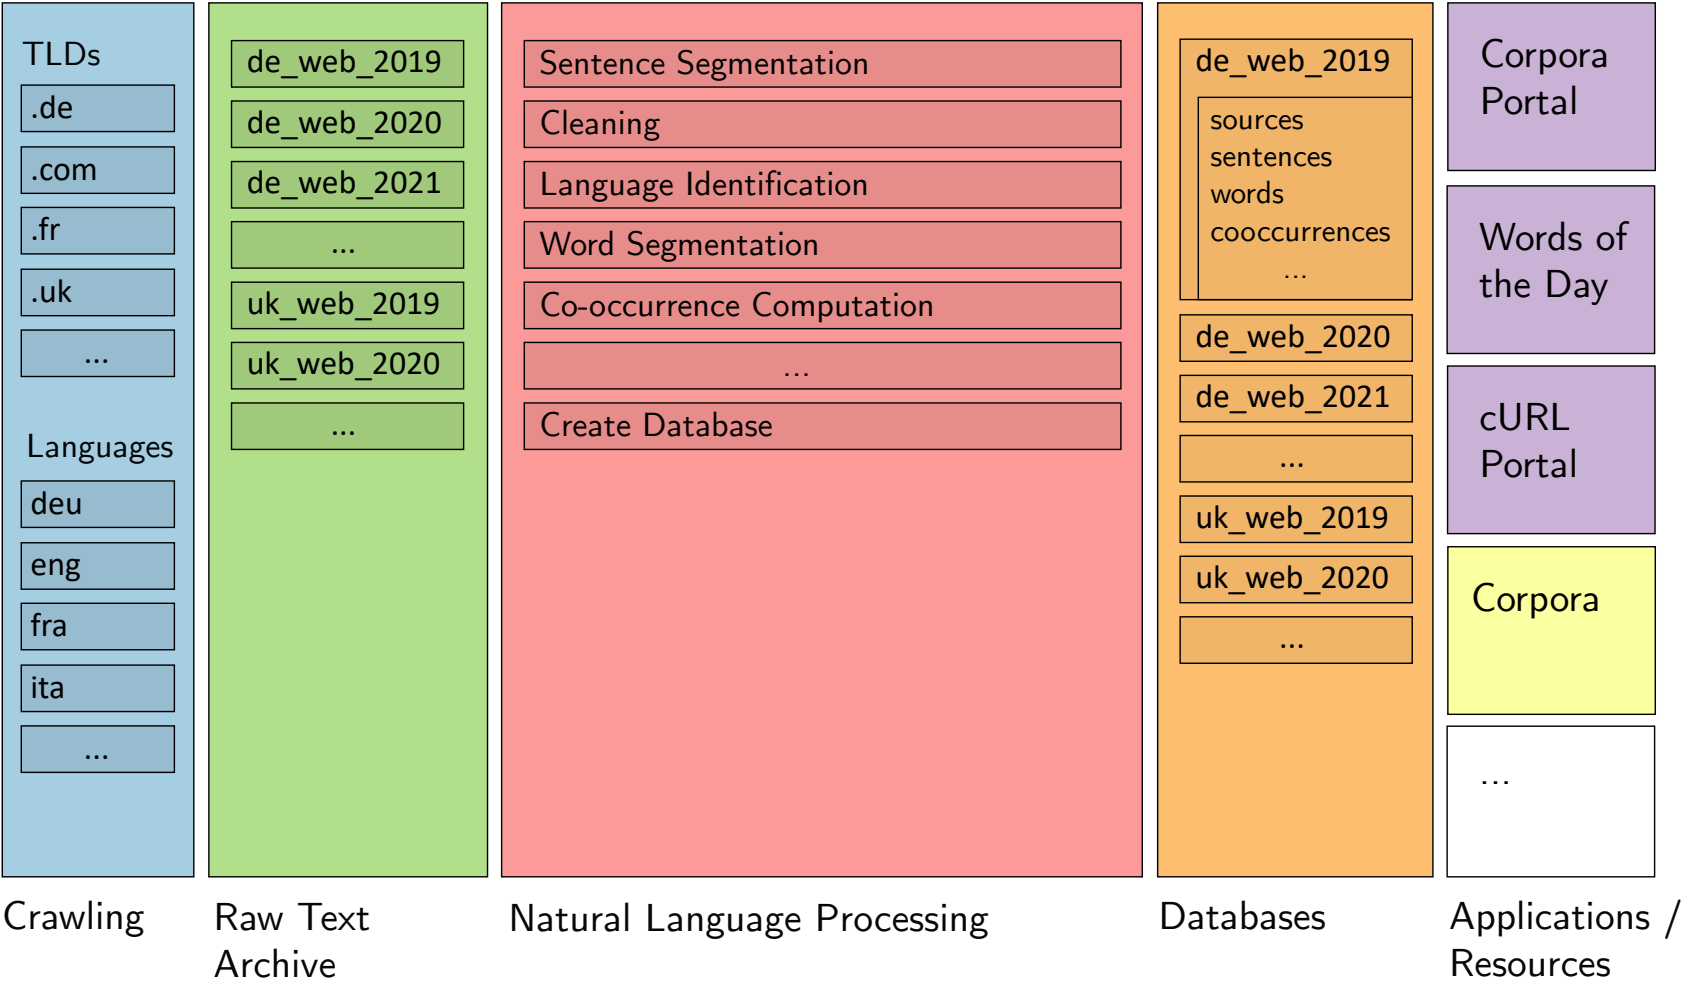 TLDs
.de
.com
.fr
.uk
...
Languages
deu
eng
fra
ita
...
Crawling
de_web_2019
de_web_2020
de_web_2021
...
uk_web_2019
uk_web_2020
...
Raw Text
Archive
Sentence Segmentation
Cleaning
Language Identification
Word Segmentation
Co-occurrence Computation
...
Create Database
Natural Language Processing
de_web_2019
sources
sentences
words
cooccurrences
...
de_web_2020
de_web_2021
...
uk_web_2019
uk_web_2020
...
Databases
Corpora
Portal
Words of
the Day
cURL
Portal
Corpora
...
Applications /
Resources